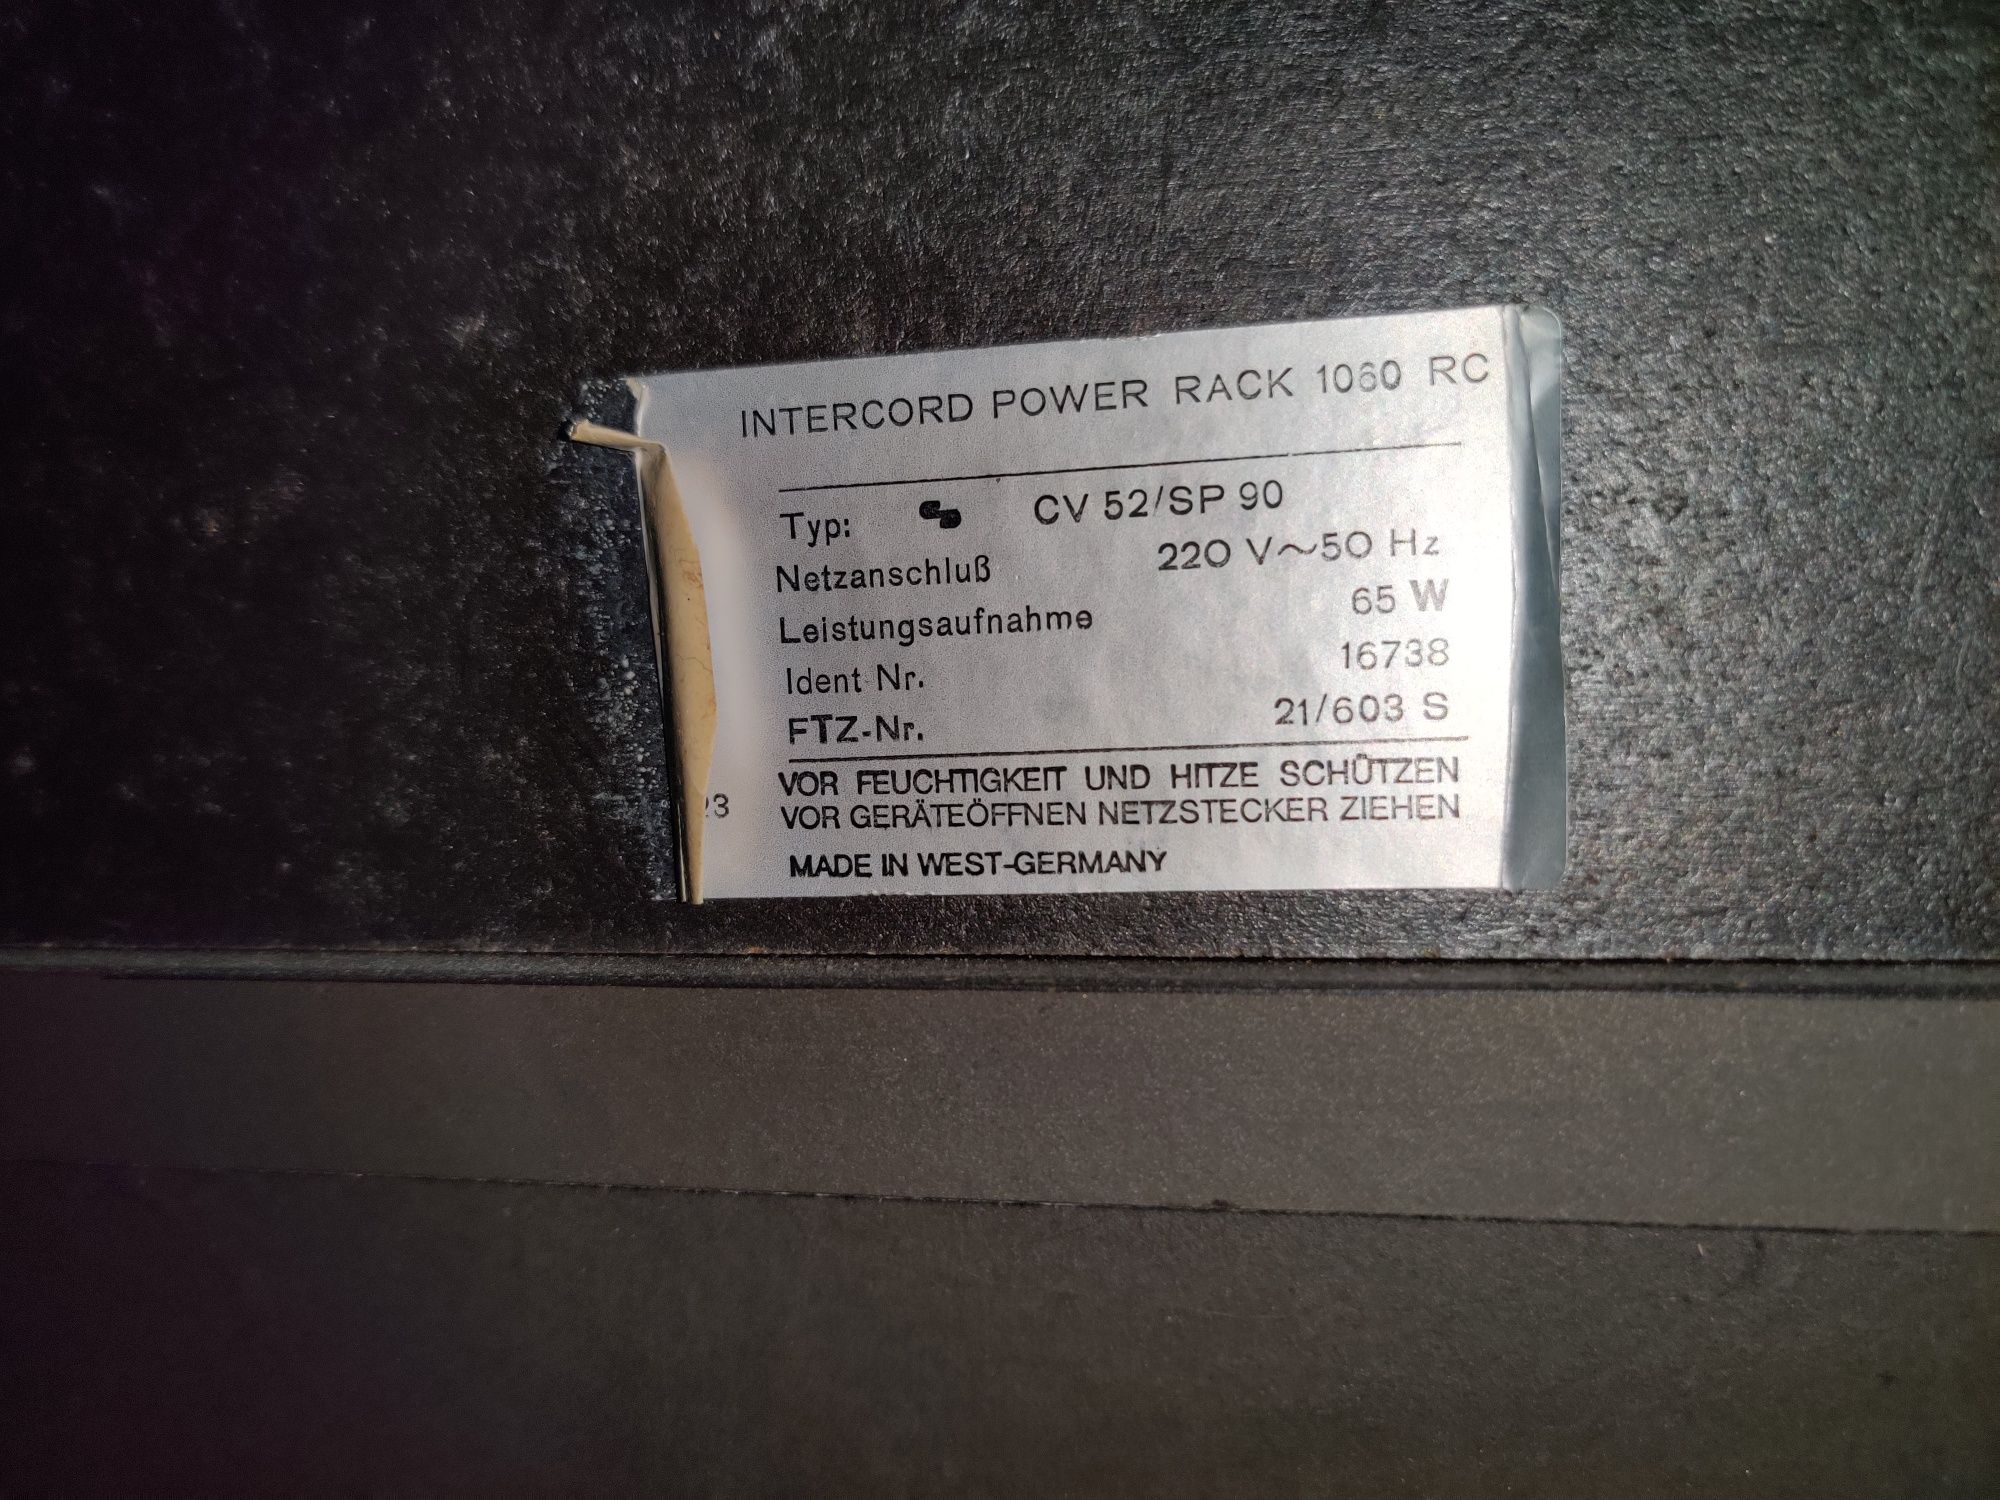 INTERCORD POWER RACK 1060 RC
Typ: CV 52/SP 90
Netzanschluß 220 V~50 Hz
Leistungsaufnahme 65 W
Ident Nr. 16738
FTZ-Nr. 21/603 S
VOR FEUCHTIGKEIT UND HITZE SCHÜTZEN
VOR GERÄTEÖFFNEN NETZSTECKER ZIEHEN
MADE IN WEST-GERMANY